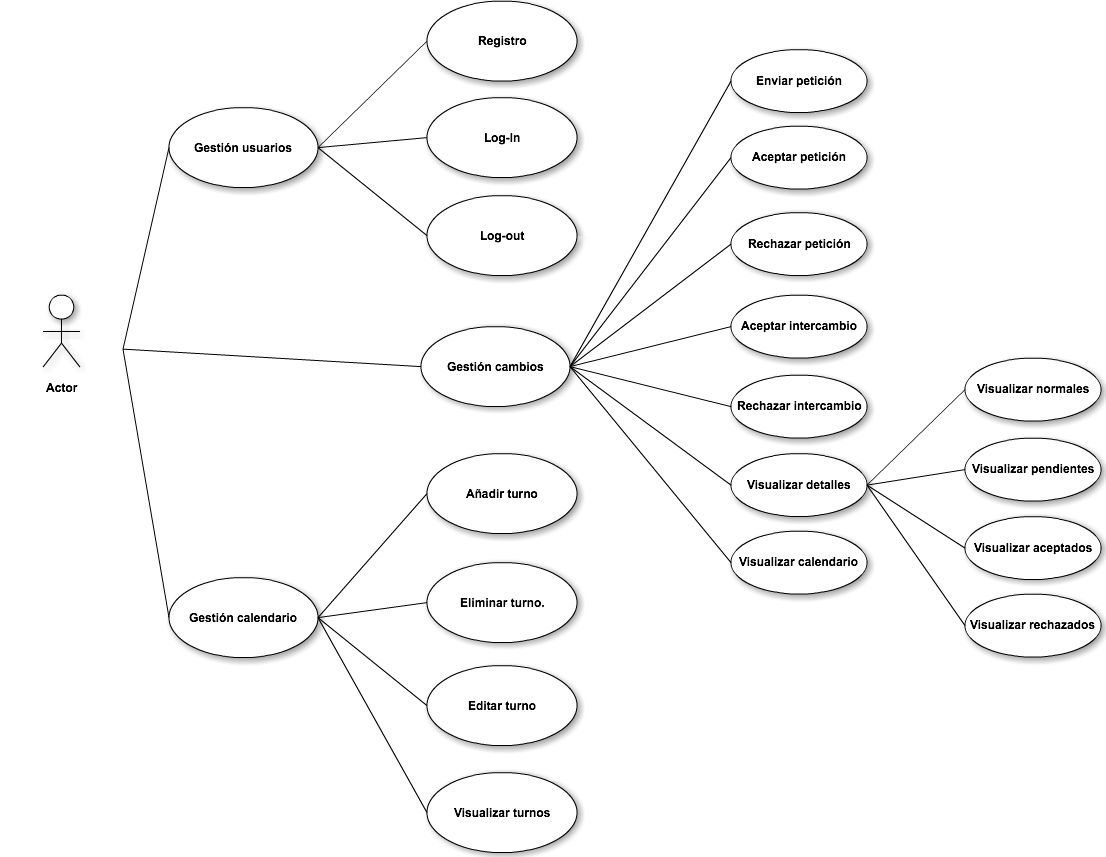 Registro
Enviar petición
Log-In
Gestión usuarios
Aceptar petición
Log-out
Rechazar petición
Aceptar intercambio
Gestión cambios
Actor
Visualizar normales
Rechazar intercambio
Visualizar pendientes
Visualizar detalles
Añadir turno
Visualizar aceptados
Visualizar calendario
Eliminar turno.
Gestión calendario
Visualizar rechazados
Editar turno
Visualizar turnos